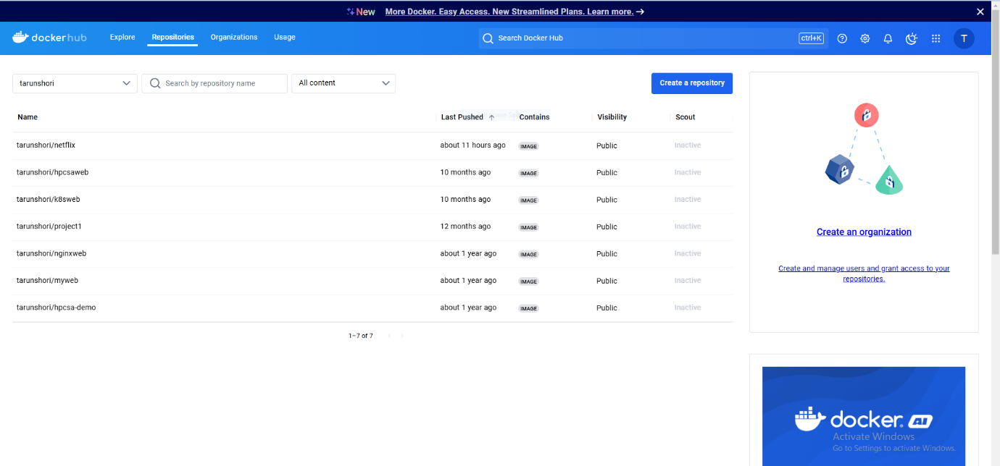 New More Docker. Easy Access. New Streamlined Plans. Learn more.
dockerhub Explore Repositories Organizations Usage Search Docker Hub ctrl+K T
tarunshori Search by repository name All content Create a repository
Name Last Pushed Contains Visibility Scout
tarunshori/netflix about 11 hours ago IMAGE Public Inactive
tarunshori/hpcsaweb 10 months ago IMAGE Public Inactive
tarunshori/k8sweb 10 months ago IMAGE Public Inactive
tarunshori/project1 12 months ago IMAGE Public Inactive
tarunshori/nginxweb about 1 year ago IMAGE Public Inactive
tarunshori/myweb about 1 year ago IMAGE Public Inactive
tarunshori/hpcsa-demo about 1 year ago IMAGE Public Inactive
1–7 of 7
Create an organization
Create and manage users and grant access to your
repositories.
docker AI
Activate Windows
Go to Settings to activate Windows.